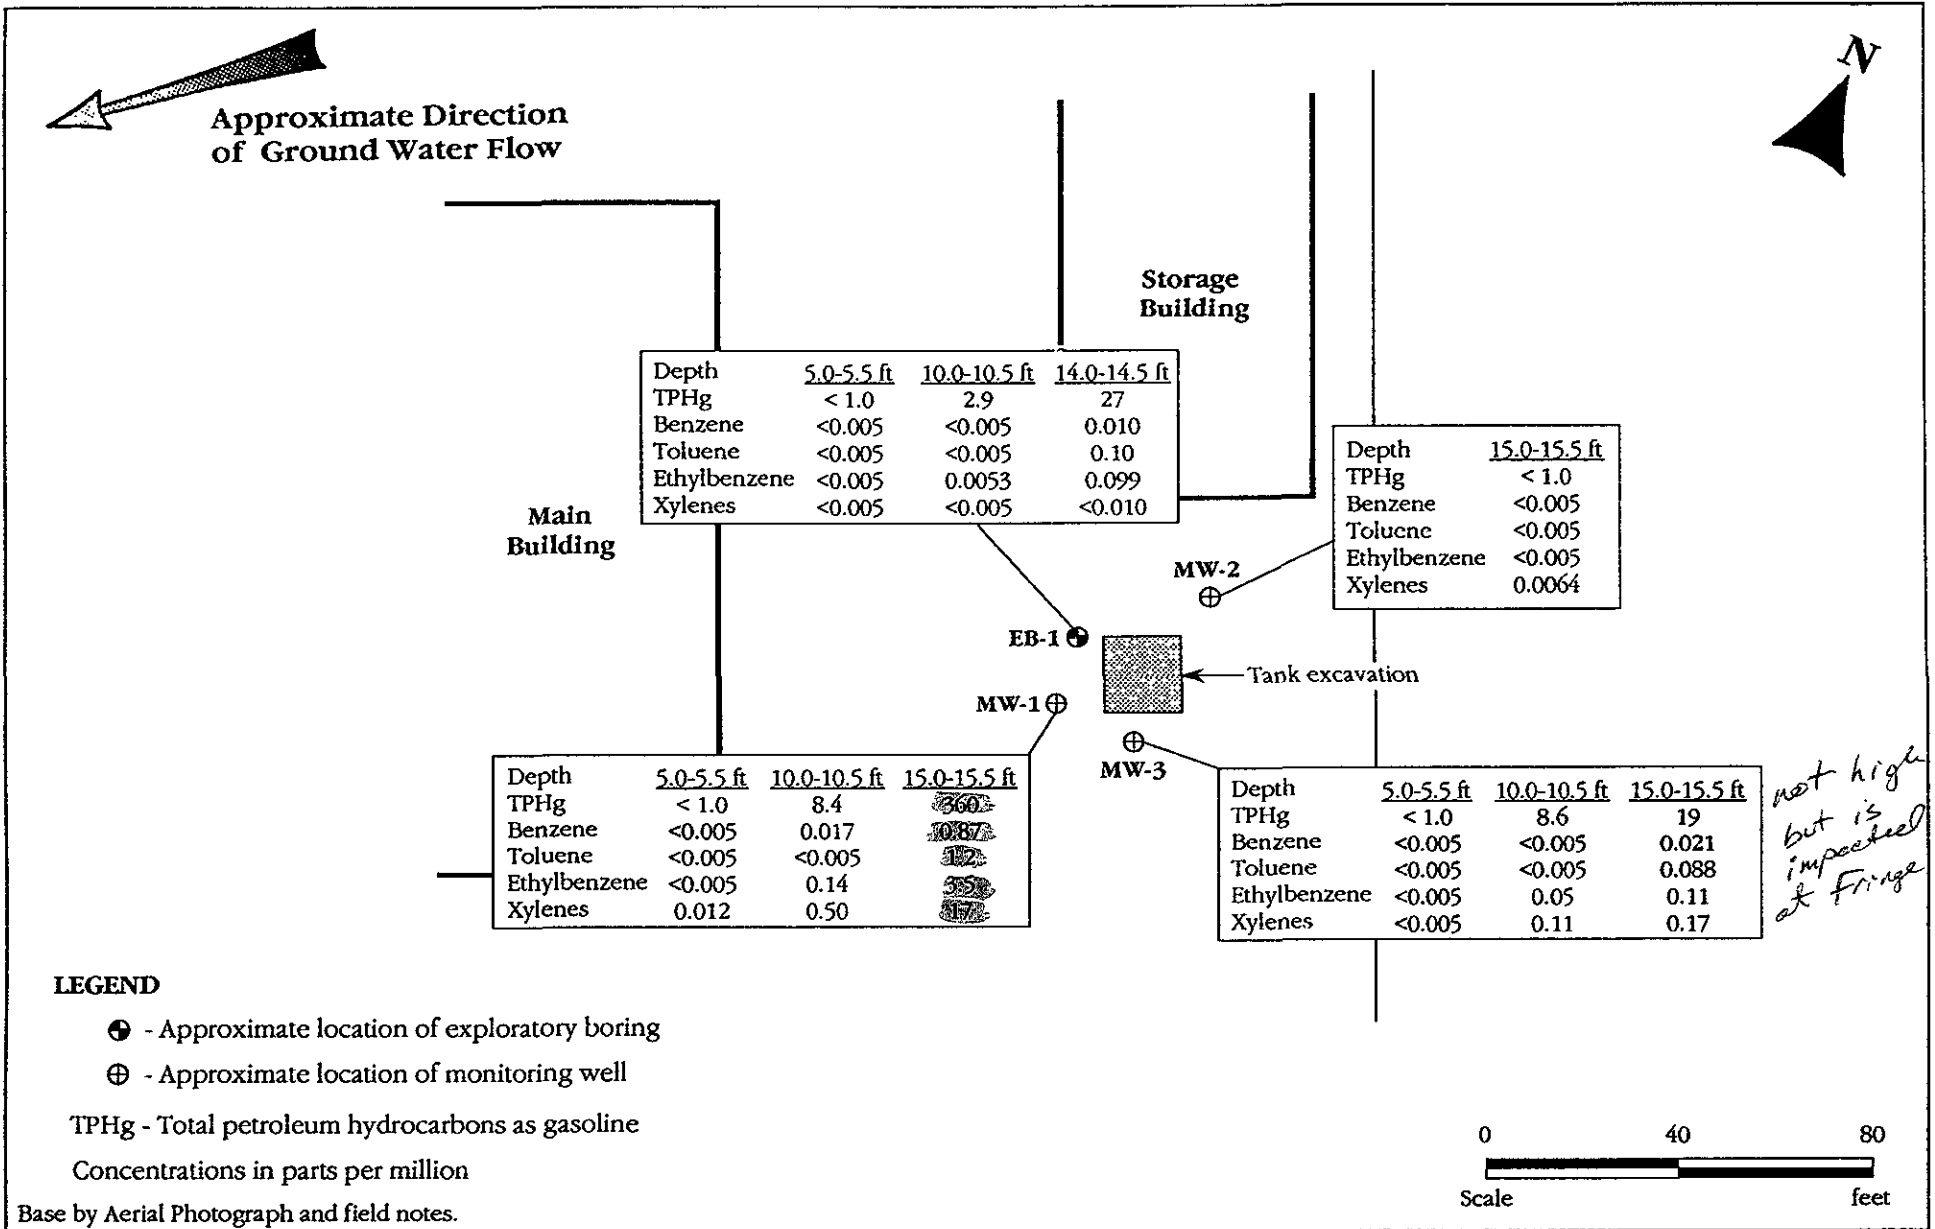 N
Approximate Direction
of Ground Water Flow
Storage
Building
Depth 5.0-5.5 ft 10.0-10.5 ft 14.0-14.5 ft
TPHg < 1.0 2.9 27
Benzene <0.005 <0.005 0.010
Toluene <0.005 <0.005 0.10
Ethylbenzene <0.005 0.0053 0.099
Xylenes <0.005 <0.005 <0.010
Depth 15.0-15.5 ft
TPHg < 1.0
Benzene <0.005
Toluene <0.005
Ethylbenzene <0.005
Xylenes 0.0064
Main
Building
MW-2
EB-1
Tank excavation
MW-1
MW-3
Depth 5.0-5.5 ft 10.0-10.5 ft 15.0-15.5 ft
TPHg < 1.0 8.4 360
Benzene <0.005 0.017 0.87
Toluene <0.005 <0.005 1.2
Ethylbenzene <0.005 0.14 3.5
Xylenes 0.012 0.50 17
Depth 5.0-5.5 ft 10.0-10.5 ft 15.0-15.5 ft
TPHg < 1.0 8.6 19
Benzene <0.005 <0.005 0.021
Toluene <0.005 <0.005 0.088
Ethylbenzene <0.005 0.05 0.11
Xylenes <0.005 0.11 0.17
not high
but is
impacted
at Fringe
LEGEND
- Approximate location of exploratory boring
- Approximate location of monitoring well
TPHg - Total petroleum hydrocarbons as gasoline
Concentrations in parts per million
Base by Aerial Photograph and field notes.
0 40 80
Scale feet